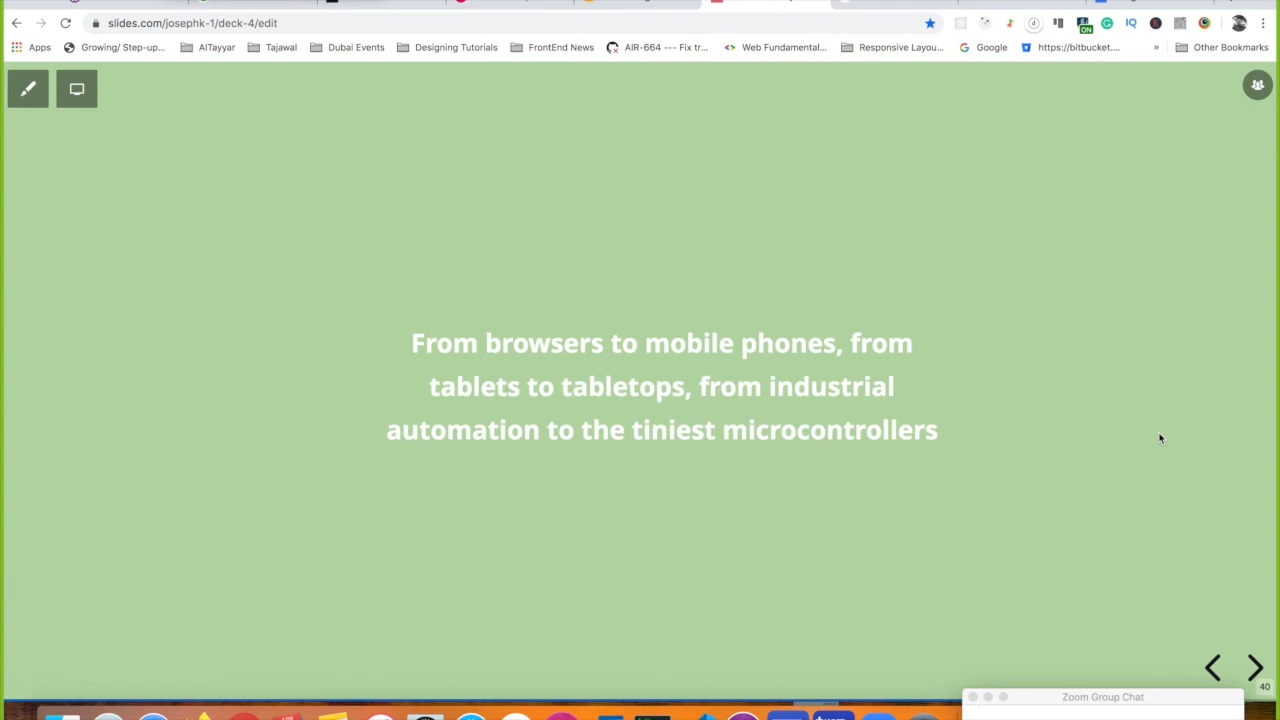 slides.com/josephk-1/deck-4/edit
IQ
ON
Apps
Growing/ Step-up...
AlTayyar
Tajawal
Dubai Events
Designing Tutorials
FrontEnd News
AIR-664 --- Fix tr...
Web Fundamental...
Responsive Layou...
Google
https://bitbucket....
»
Other Bookmarks
From browsers to mobile phones, from
tablets to tabletops, from industrial
automation to the tiniest microcontrollers
40
Zoom Group Chat